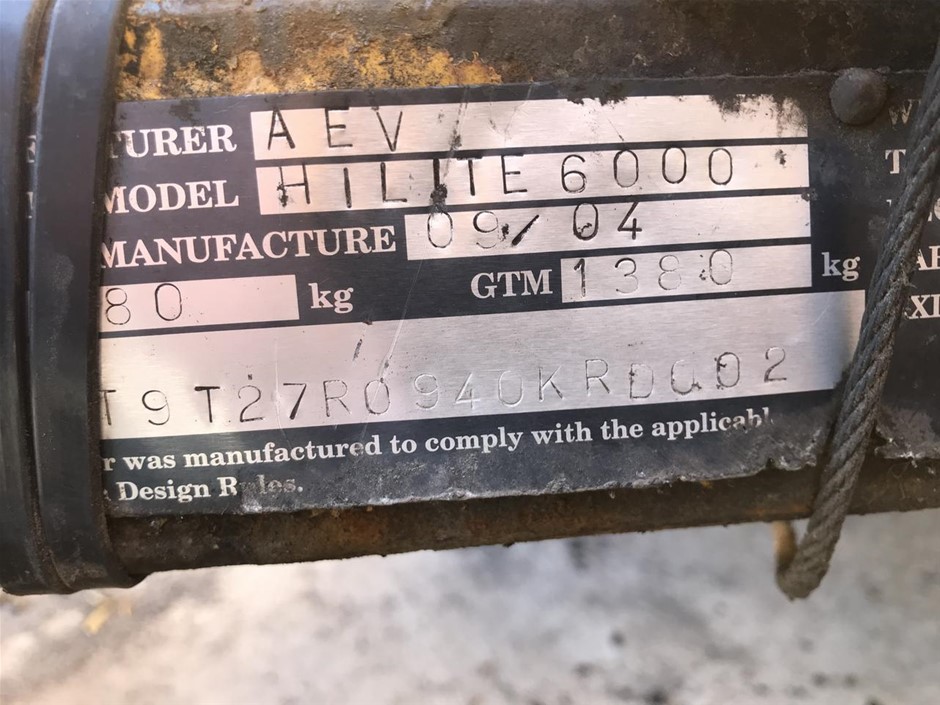 TURER AEV
MODEL HILITE 6000
MANUFACTURE 09/04
80 kg GTM 1380 kg
T9T27R0940KRD002
r was manufactured to comply with the applicabl
Design Rules.